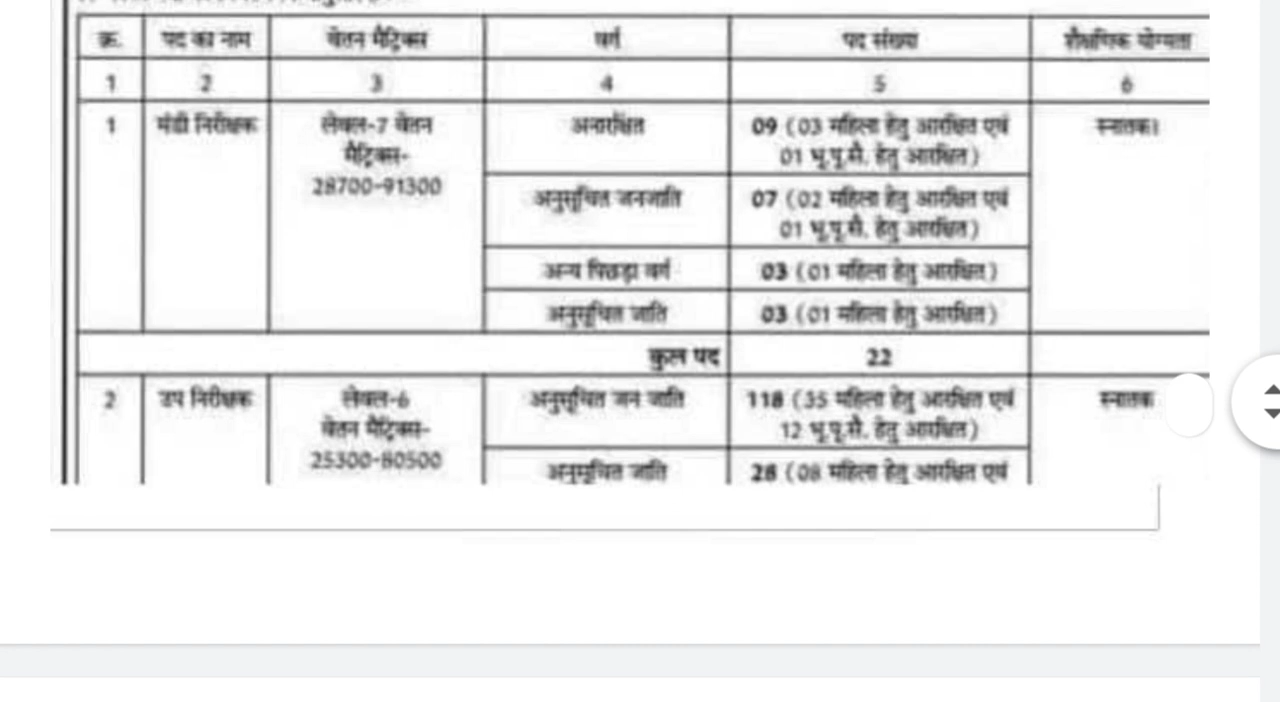 क्र. पद का नाम वेतन मैट्रिक्स वर्ग पद संख्या शैक्षणिक योग्यता
1 2 3 4 5 6
1 मंडी निरीक्षक लेवल-7 वेतन अनारक्षित 09 (03 महिला हेतु आरक्षित एवं स्नातक।
मैट्रिक्स- 01 भू.पू.सै. हेतु आरक्षित)
28700-91300 अनुसूचित जनजाति 07 (02 महिला हेतु आरक्षित एवं
01 भू.पू.सै. हेतु आरक्षित)
अन्य पिछड़ा वर्ग 03 (01 महिला हेतु आरक्षित)
अनुसूचित जाति 03 (01 महिला हेतु आरक्षित)
कुल पद 22
2 उप निरीक्षक लेवल-6 अनुसूचित जन जाति 118 (35 महिला हेतु आरक्षित एवं स्नातक
वेतन मैट्रिक्स- 12 भू.पू.सै. हेतु आरक्षित)
25300-80500 अनुसूचित जाति 28 (08 महिला हेतु आरक्षित एवं